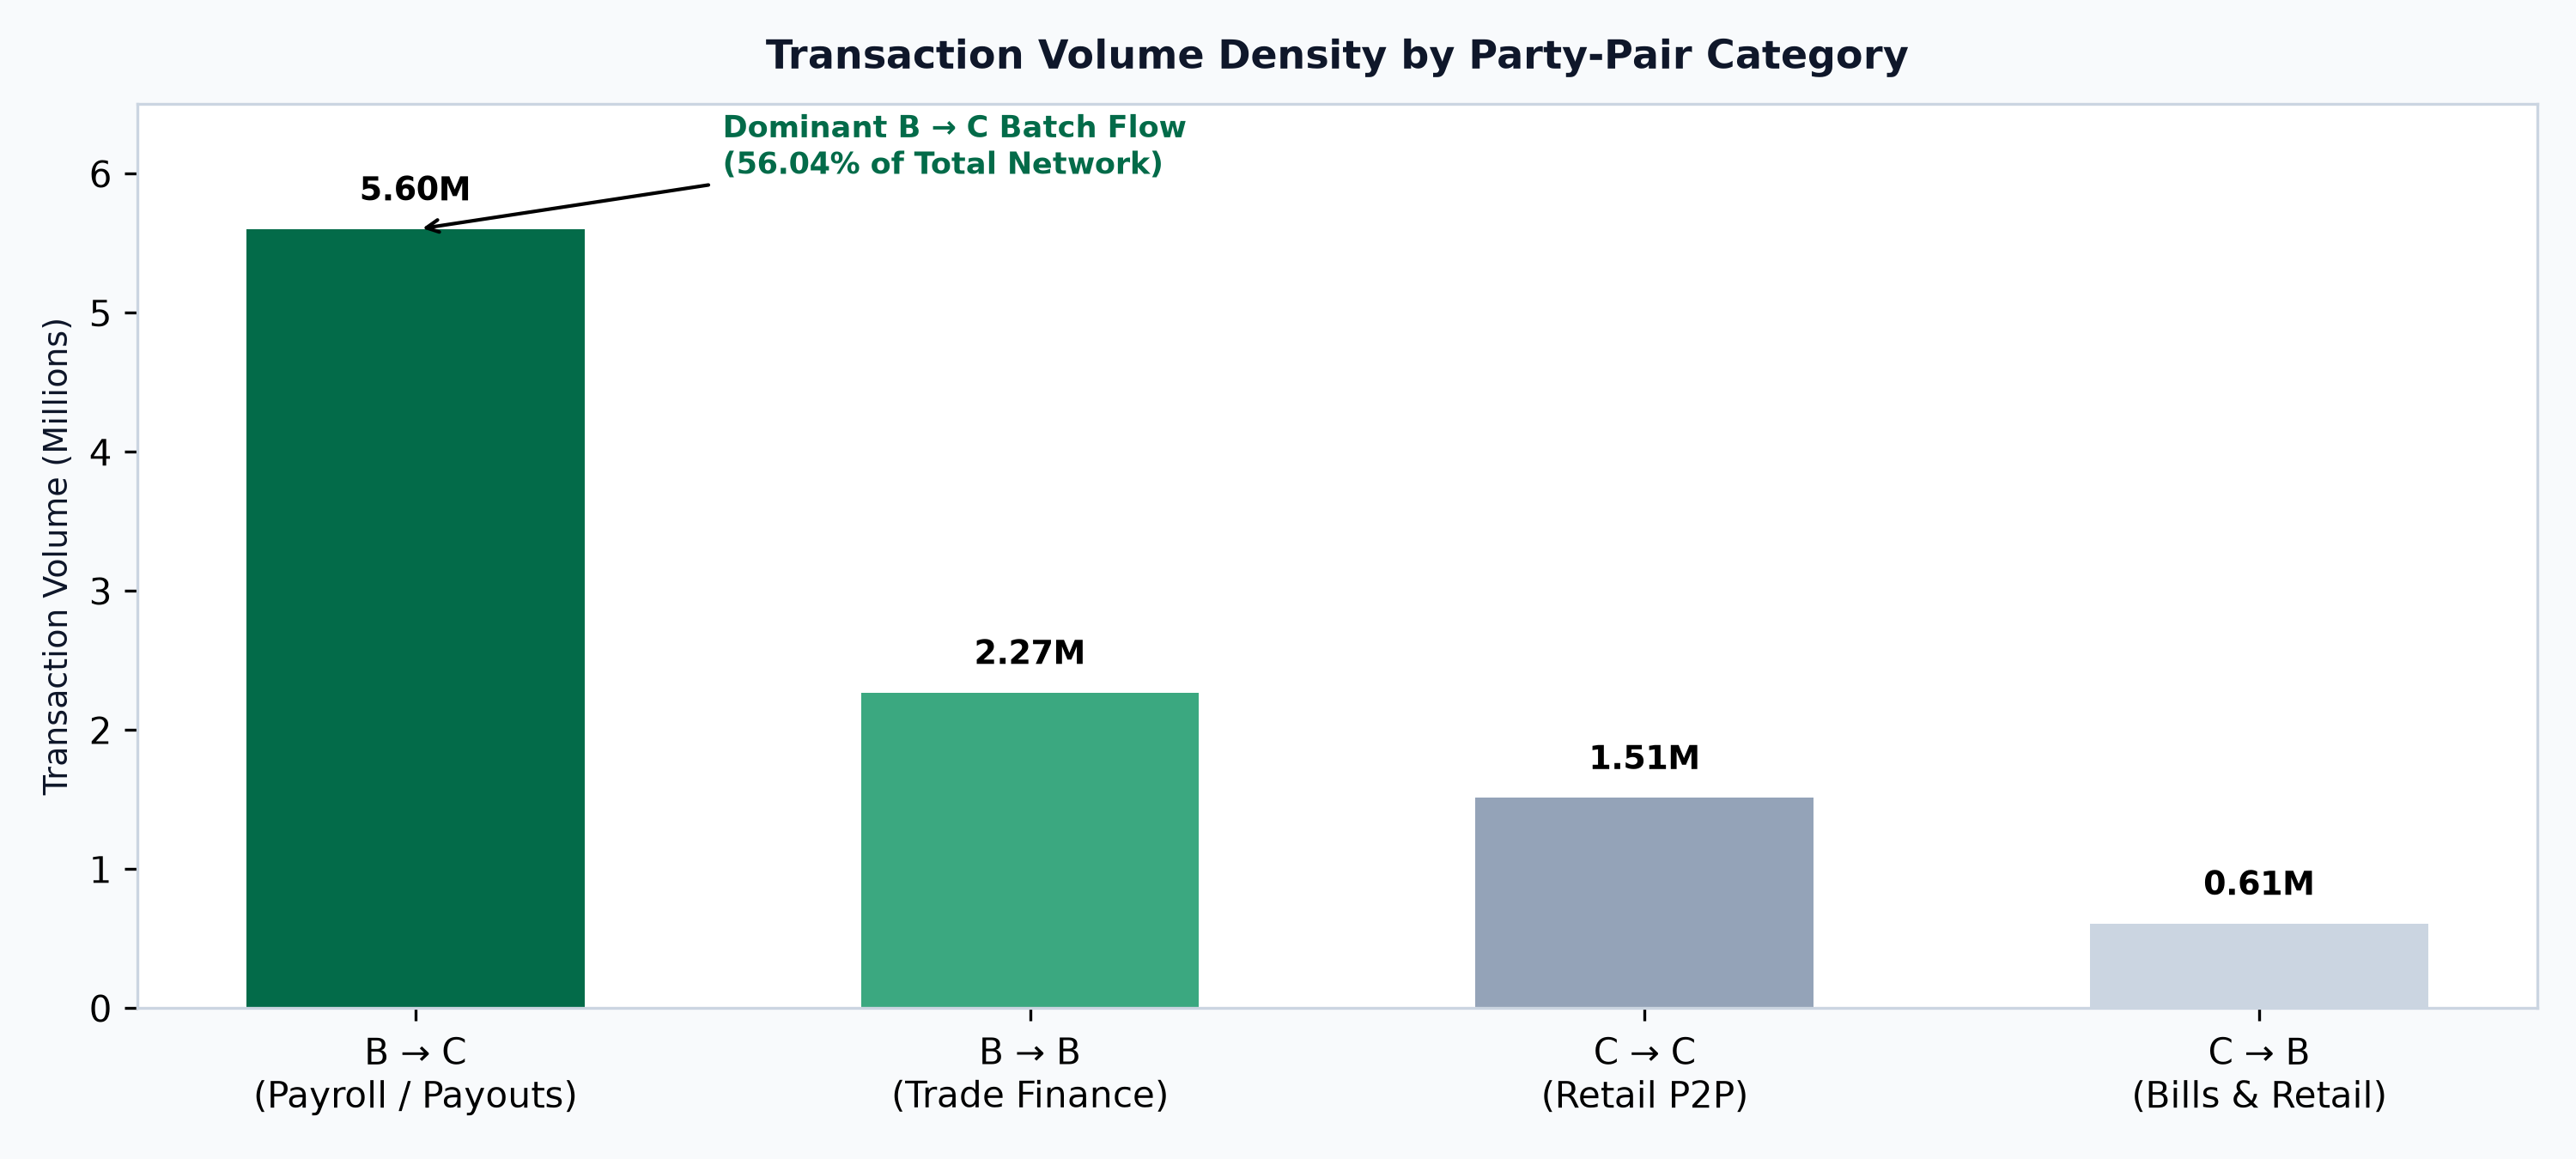 Transaction Volume Density by Party-Pair Category
Dominant B → C Batch Flow
(56.04% of Total Network)
Transaction Volume (Millions)
6
5
4
3
2
1
0
5.60M
2.27M
1.51M
0.61M
B → C
(Payroll / Payouts)
B → B
(Trade Finance)
C → C
(Retail P2P)
C → B
(Bills & Retail)